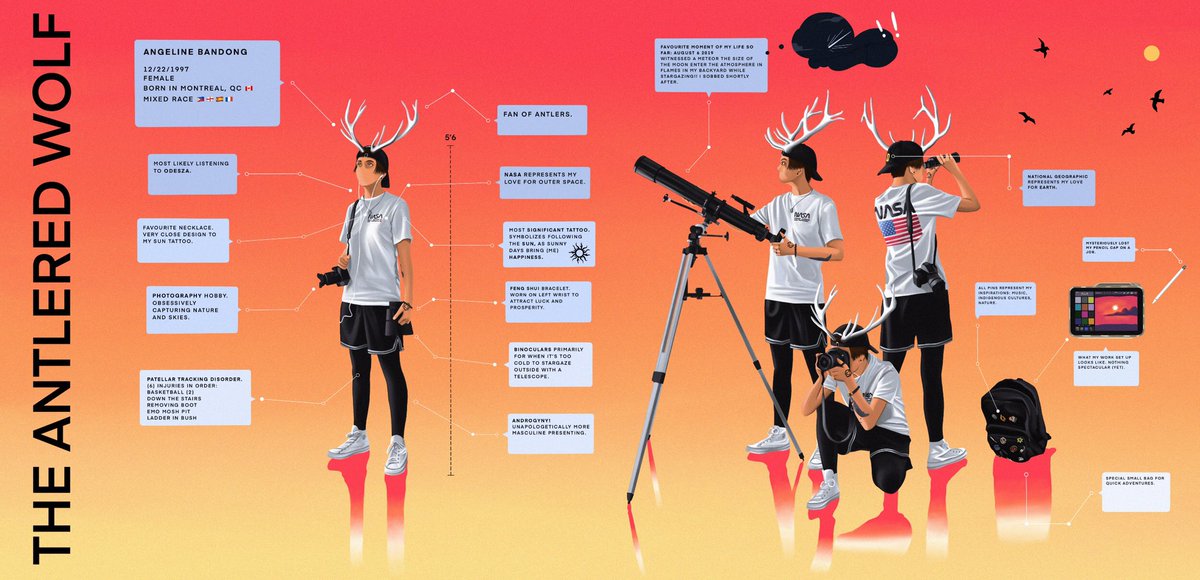 THE ANTLERED WOLF
ANGELINE BANDONG
12/22/1997
FEMALE
BORN IN MONTREAL, QC 🇨🇦
MIXED RACE 🇵🇭 🏴󠁧󠁢󠁥󠁮󠁧󠁿 🇪🇸 🇫🇷
MOST LIKELY LISTENING
TO ODESZA.
FAVOURITE NECKLACE.
VERY CLOSE DESIGN TO
MY SUN TATTOO.
PHOTOGRAPHY HOBBY.
OBSESSIVELY
CAPTURING NATURE
AND SKIES.
PATELLAR TRACKING DISORDER.
(6) INJURIES IN ORDER:
BASKETBALL (2)
DOWN THE STAIRS
REMOVING BOOT
EMO MOSH PIT
LADDER IN BUSH
NASA
5'6
FAN OF ANTLERS.
NASA REPRESENTS MY
LOVE FOR OUTER SPACE.
MOST SIGNIFICANT TATTOO.
SYMBOLIZES FOLLOWING
THE SUN, AS SUNNY
DAYS BRING (ME)
HAPPINESS.
FENG SHUI BRACELET.
WORN ON LEFT WRIST TO
ATTRACT LUCK AND
PROSPERITY.
BINOCULARS PRIMARILY
FOR WHEN IT'S TOO
COLD TO STARGAZE
OUTSIDE WITH A
TELESCOPE.
ANDROGYNY!
UNAPOLOGETICALLY MORE
MASCULINE PRESENTING.
FAVOURITE MOMENT OF MY LIFE SO
FAR: AUGUST 6 2019
WITNESSED A METEOR THE SIZE OF
THE MOON ENTER THE ATMOSPHERE IN
FLAMES IN MY BACKYARD WHILE
STARGAZING!! I SOBBED SHORTLY
AFTER.
!!
NASA
NASA
NATIONAL GEOGRAPHIC
REPRESENTS MY LOVE
FOR EARTH.
MYSTERIOUSLY LOST
MY PENCIL CAP ON A
JOB.
ALL PINS REPRESENT MY
INSPIRATIONS: MUSIC,
INDIGENOUS CULTURES,
NATURE.
WHAT MY WORK SET UP
LOOKS LIKE. NOTHING
SPECTACULAR (YET).
SPECIAL SMALL BAG FOR
QUICK ADVENTURES.